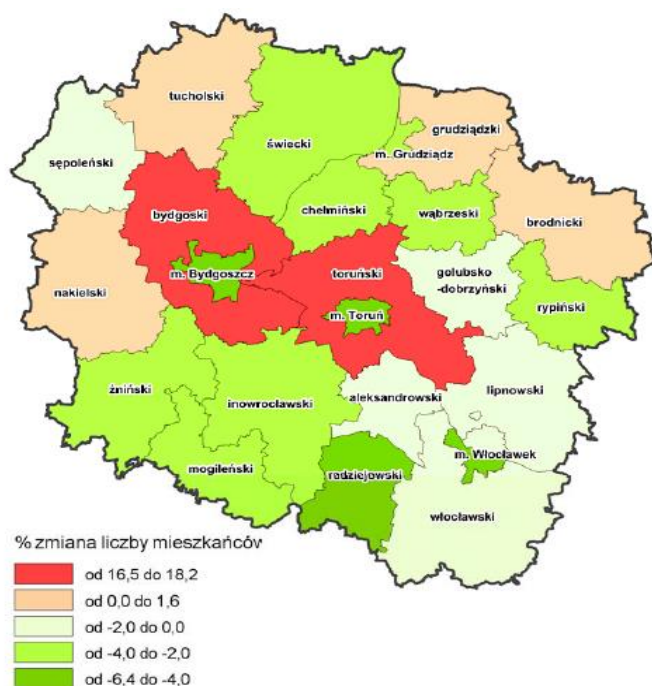 tucholski
grudziądzki
świecki
m. Grudziądz
sępoleński
bydgoski
chełmiński
wąbrzeski
brodnicki
m. Bydgoszcz
toruński
golubsko
-dobrzyński
nakielski
rypiński
m. Toruń
żniński
inowrocławski
aleksandrowski
lipnowski
m. Włocławek
mogileński
radziejowski
włocławski
% zmiana liczby mieszkańców
od 16,5 do 18,2
od 0,0 do 1,6
od -2,0 do 0,0
od -4,0 do -2,0
od -6,4 do -4,0